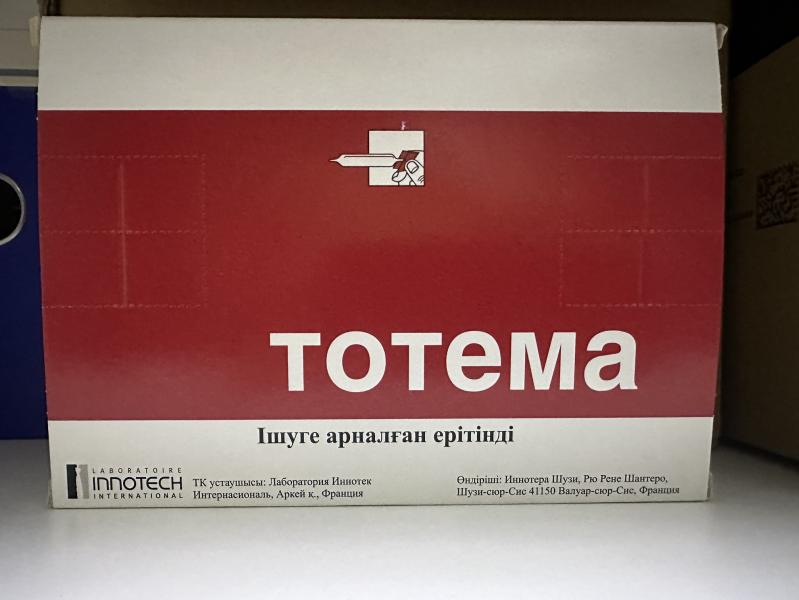 тотема
Ішуге арналған ерітінді
LABORATOIRE
INNOTECH
INTERNATIONAL
ТК устаушысы: Лаборатория Иннотек
Интернасиональ, Аркей қ., Франция
Өндіріші: Иннотера Шузи, Рю Рене Шантеро,
Шузи-сюр-Сис 41150 Валуар-сюр-Сис, Франция